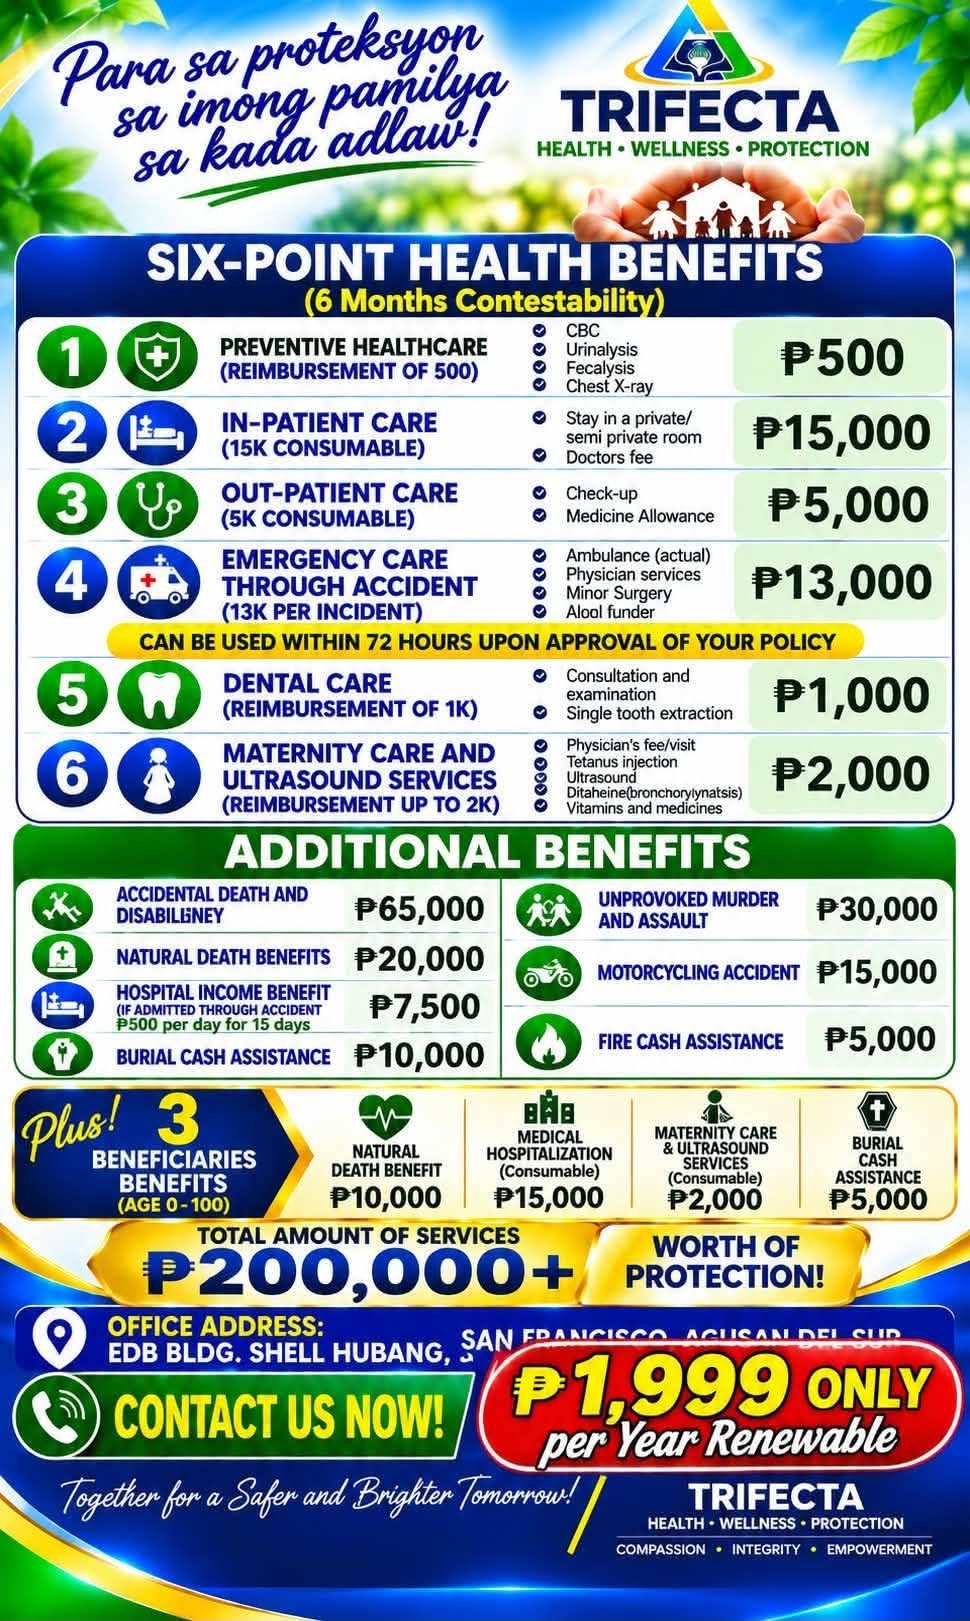 Para sa proteksyon
sa imong pamilya
sa kada adlaw!
TRIFECTA
HEALTH • WELLNESS • PROTECTION
SIX-POINT HEALTH BENEFITS
(6 Months Contestability)
1
PREVENTIVE HEALTHCARE
(REIMBURSEMENT OF 500)
CBC
Urinalysis
Fecalysis
Chest X-ray
₱500
2
IN-PATIENT CARE
(15K CONSUMABLE)
Stay in a private/
semi private room
Doctors fee
₱15,000
3
OUT-PATIENT CARE
(5K CONSUMABLE)
Check-up
Medicine Allowance
₱5,000
4
EMERGENCY CARE
THROUGH ACCIDENT
(13K PER INCIDENT)
Ambulance (actual)
Physician services
Minor Surgery
Alool funder
₱13,000
CAN BE USED WITHIN 72 HOURS UPON APPROVAL OF YOUR POLICY
5
DENTAL CARE
(REIMBURSEMENT OF 1K)
Consultation and
examination
Single tooth extraction
₱1,000
6
MATERNITY CARE AND
ULTRASOUND SERVICES
(REIMBURSEMENT UP TO 2K)
Physician's fee/visit
Tetanus injection
Ultrasound
Vitamins and medicines
₱2,000
ADDITIONAL BENEFITS
ACCIDENTAL DEATH AND
₱65,000
NATURAL DEATH BENEFITS
₱20,000
HOSPITAL INCOME BENEFIT
(IF ADMITTED THROUGH ACCIDENT
₱500 per day for 15 days
₱7,500
BURIAL CASH ASSISTANCE
₱10,000
UNPROVOKED MURDER
AND ASSAULT
₱30,000
MOTORCYCLING ACCIDENT
₱15,000
FIRE CASH ASSISTANCE
₱5,000
Plus! 3
BENEFICIARIES
BENEFITS
(AGE 0-100)
NATURAL
DEATH BENEFIT
₱10,000
MEDICAL
HOSPITALIZATION
(Consumable)
₱15,000
MATERNITY CARE
& ULTRASOUND
SERVICES
(Consumable)
₱2,000
BURIAL
CASH
ASSISTANCE
₱5,000
TOTAL AMOUNT OF SERVICES
₱200,000+
WORTH OF
PROTECTION!
OFFICE ADDRESS:
EDB BLDG. SHELL HUBANG, SAN FRANCISCO, AGUSAN DEL SUR
CONTACT US NOW!
₱1,999 ONLY
per Year Renewable
Together for a Safer and Brighter Tomorrow!
TRIFECTA
HEALTH • WELLNESS • PROTECTION
COMPASSION • INTEGRITY • EMPOWERMENT